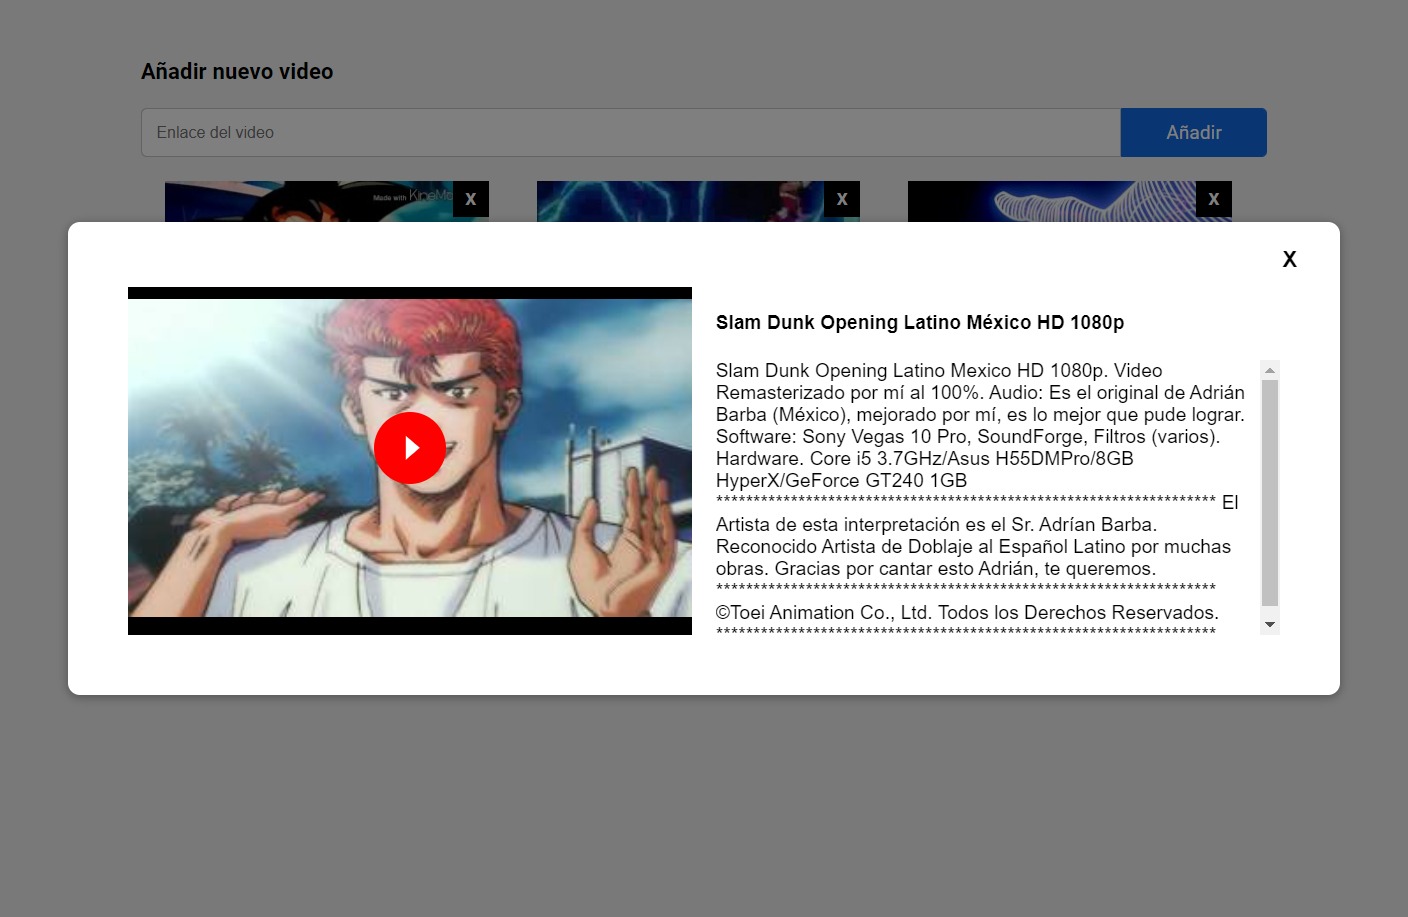 Añadir nuevo video
Enlace del video
Añadir
Made with
X
X
X
X
Slam Dunk Opening Latino México HD 1080p
Slam Dunk Opening Latino Mexico HD 1080p. Video
Remasterizado por mí al 100%. Audio: Es el original de Adrián
Barba (México), mejorado por mí, es lo mejor que pude lograr.
Software: Sony Vegas 10 Pro, SoundForge, Filtros (varios).
Hardware. Core i5 3.7GHz/Asus H55DMPro/8GB
HyperX/GeForce GT240 1GB
******************************************************************* El
Artista de esta interpretación es el Sr. Adrían Barba.
Reconocido Artista de Doblaje al Español Latino por muchas
obras. Gracias por cantar esto Adrián, te queremos.
*******************************************************************
©Toei Animation Co., Ltd. Todos los Derechos Reservados.
*******************************************************************